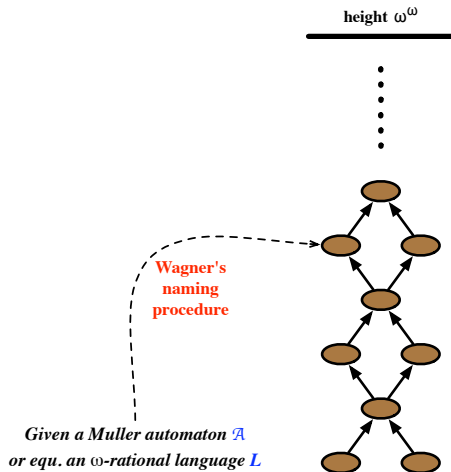 height ω^ω
Wagner's
naming
procedure
Given a Muller automaton 𝒜
or equ. an ω-rational language L